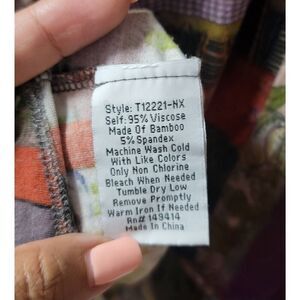 Style: T12221-NX
Self: 95% Viscose
Made Of Bamboo
5% Spandex
Machine Wash Cold
With Like Colors
Only Non Chlorine
Bleach When Needed
Tumble Dry Low
Remove Promptly
Warm Iron If Needed
Rn# 149414
Made In China